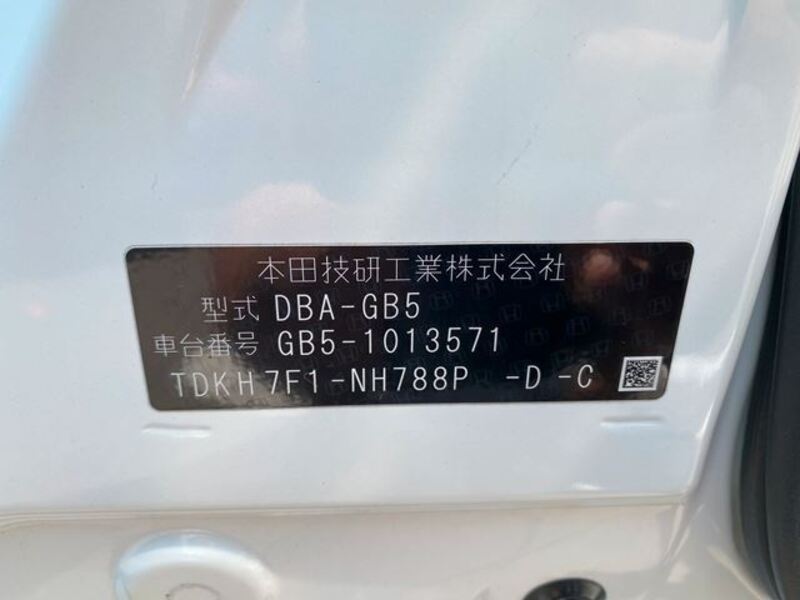 本田技研工業株式会社
型式 DBA-GB5
車台番号 GB5-1013571
TDKH7F1-NH788P -D-C